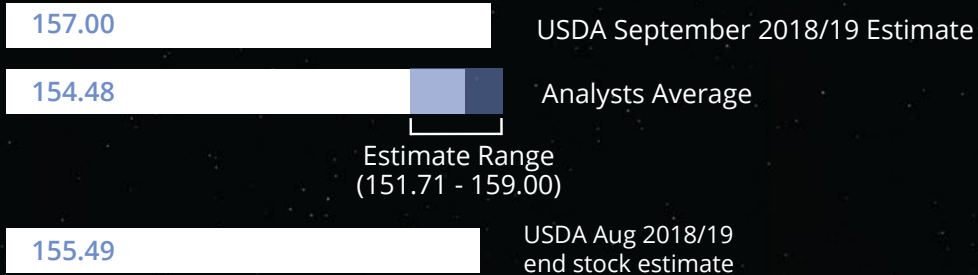 157.00 USDA September 2018/19 Estimate
154.48 Analysts Average
Estimate Range
(151.71 - 159.00)
155.49 USDA Aug 2018/19
end stock estimate